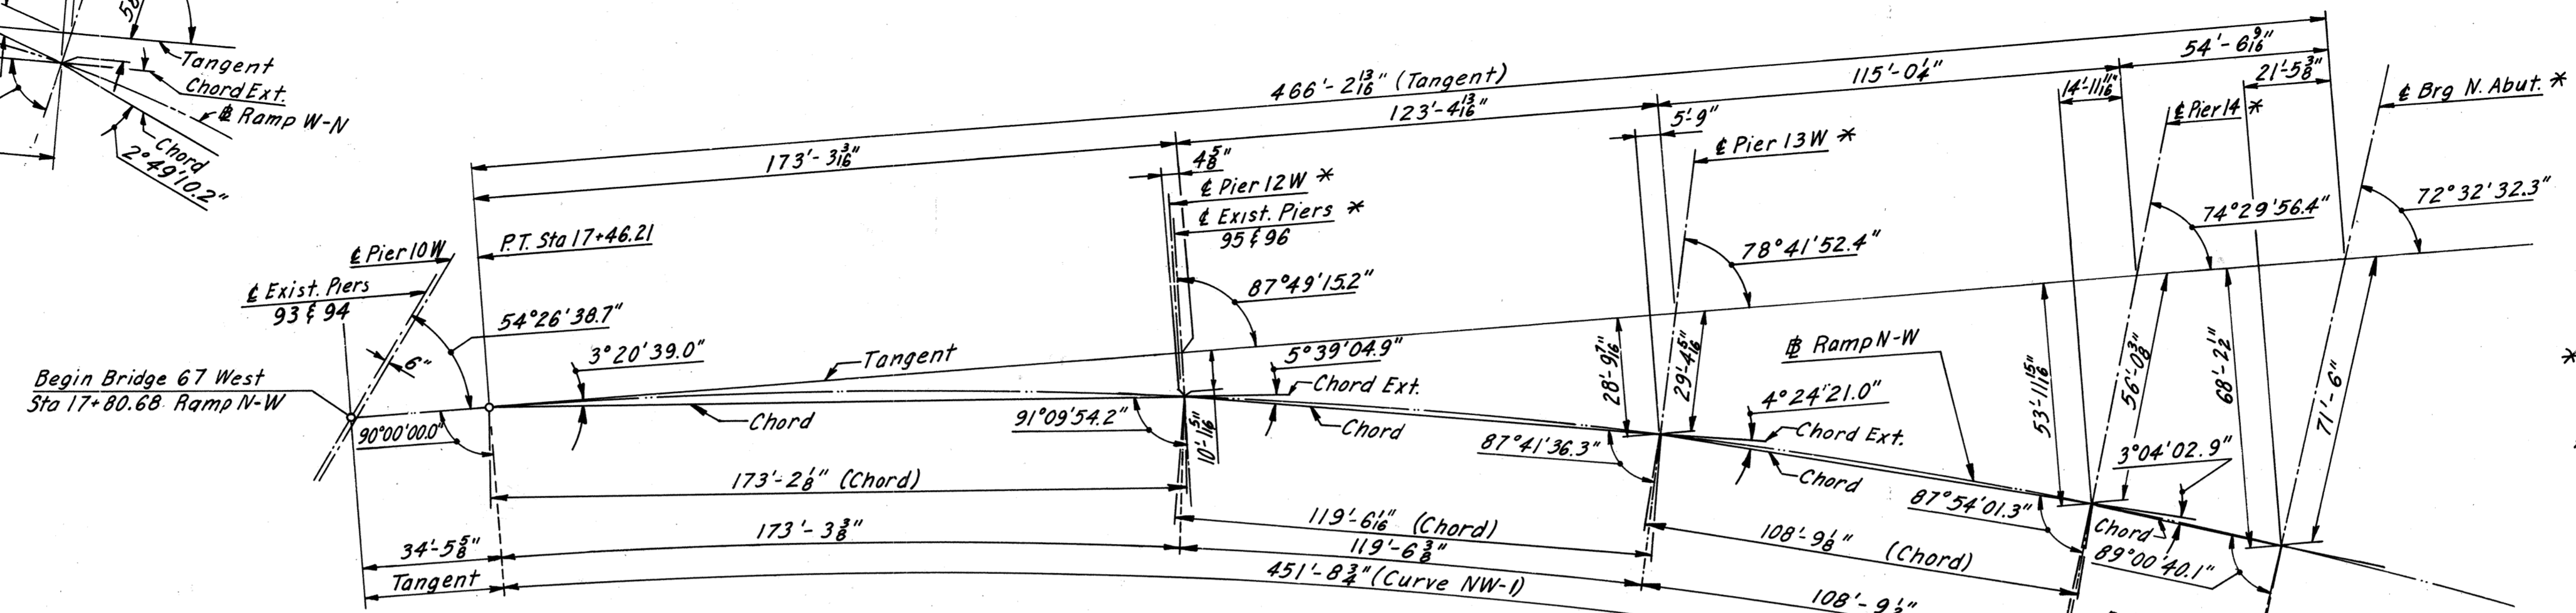 Tangent
Chord Ext.
℄ Ramp W-N
Chord
2°49'10.2"
466'-2 13/16" (Tangent)
54'-6 9/16"
115'-0 1/4"
21'-5 3/8"
14'-11 11/16"
123'-4 13/16"
5'-9"
173'-3 3/16"
4 5/8"
℄ Brg N. Abut. *
℄ Pier 14 *
℄ Pier 13W *
℄ Pier 12W *
℄ Exist. Piers *
95 & 96
72°32'32.3"
74°29'56.4"
78°41'52.4"
87°49'15.2"
P.T. Sta 17+46.21
℄ Pier 10W
℄ Exist. Piers
93 & 94
54°26'38.7"
6"
Begin Bridge 67 West
Sta 17+80.68 Ramp N-W
90°00'00.0"
3°20'39.0"
Tangent
Chord
5°39'04.9"
Chord Ext.
91°09'54.2"
10'-1 5/16"
Chord
28'-9 7/16"
29'-4 5/16"
℄ Ramp N-W
4°24'21.0"
Chord Ext.
Chord
87°41'36.3"
53'-11 15/16"
56'-0 3/8"
68'-2 1/2"
71'-6"
3°04'02.9"
87°54'01.3"
Chord
89°00'40.1"
173'-2 1/8" (Chord)
119'-6 1/16" (Chord)
108'-9 1/8" (Chord)
34'-5 5/8"
173'-3 3/8"
119'-6 3/8"
Tangent
451'-8 3/4" (Curve NW-1)
*